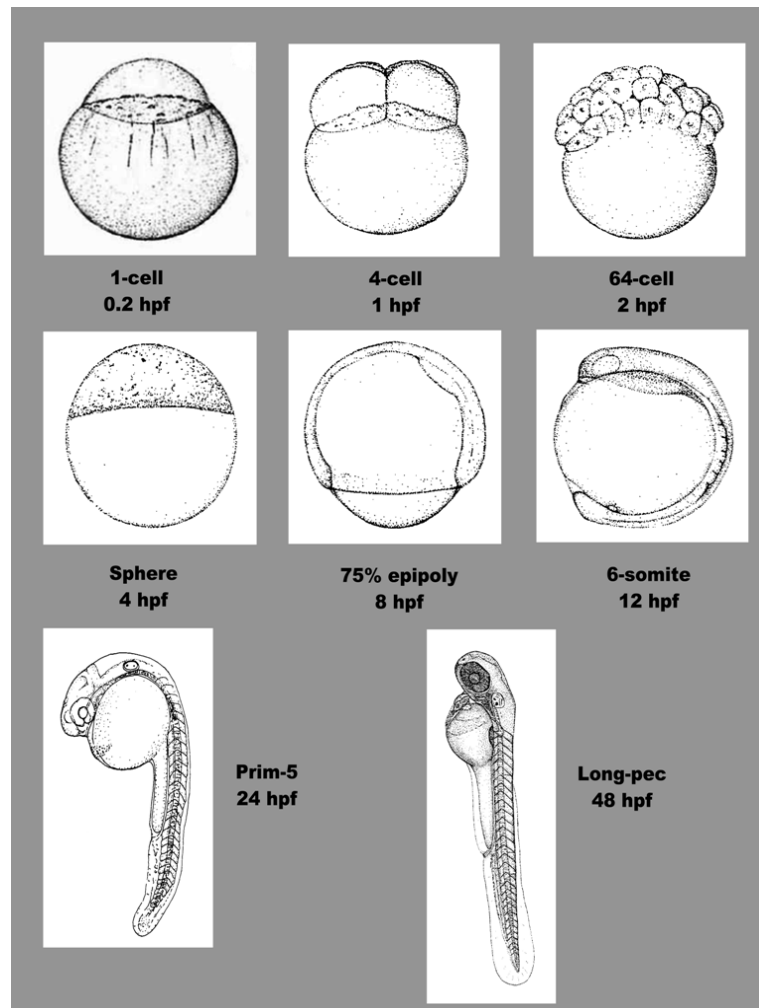 1-cell
0.2 hpf
4-cell
1 hpf
64-cell
2 hpf
Sphere
4 hpf
75% epipoly
8 hpf
6-somite
12 hpf
Prim-5
24 hpf
Long-pec
48 hpf